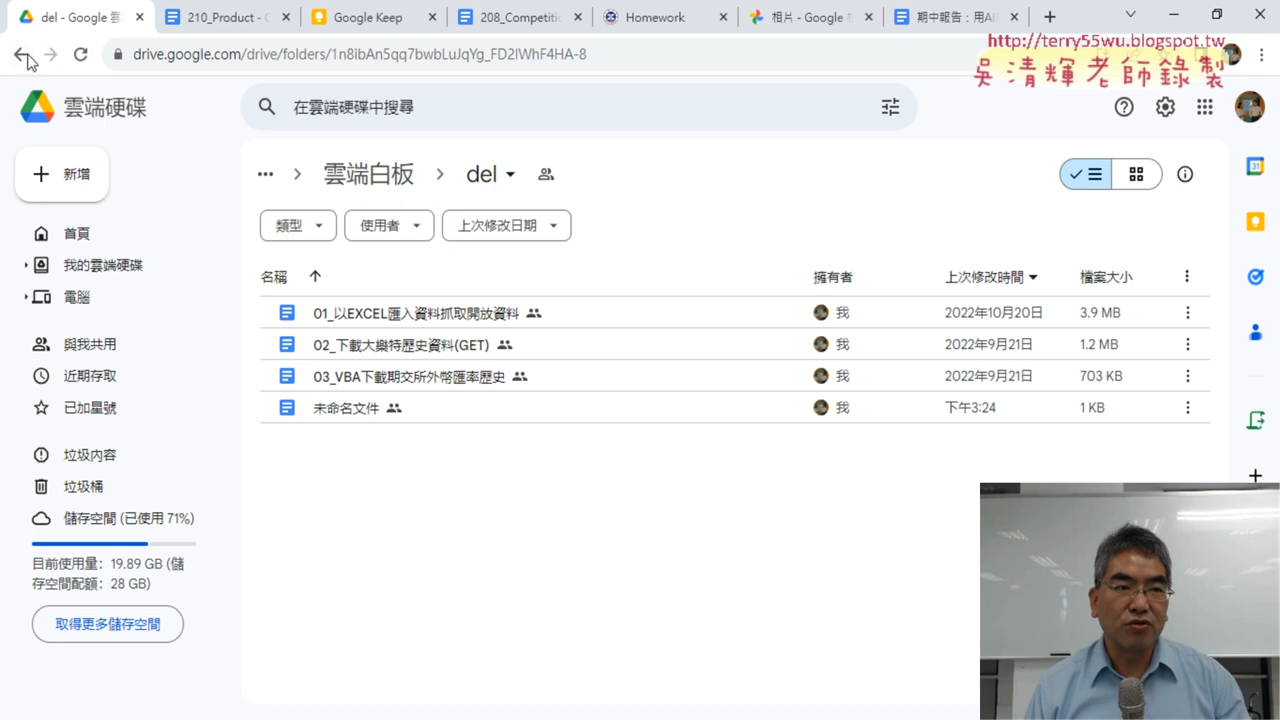 del - Google 雲
210_Product - G
Google Keep
208_Competitic
Homework
相片 - Google 相
期中報告：用AI
drive.google.com/drive/folders/1n8ibAn5qq7bwbLuJqYg_FD2lWhF4HA-8
http://terry55wu.blogspot.tw
吳清輝老師錄製
雲端硬碟
在雲端硬碟中搜尋
新增
雲端白板
del
類型
使用者
上次修改日期
首頁
我的雲端硬碟
電腦
與我共用
近期存取
已加星號
垃圾內容
垃圾桶
儲存空間 (已使用 71%)
目前使用量：19.89 GB (儲
存空間配額：28 GB)
取得更多儲存空間
名稱 擁有者 上次修改時間 檔案大小
01_以EXCEL匯入資料抓取開放資料 我 2022年10月20日 3.9 MB
02_下載大樂特歷史資料(GET) 我 2022年9月21日 1.2 MB
03_VBA下載期交所外幣匯率歷史 我 2022年9月21日 703 KB
未命名文件 我 下午3:24 1 KB
31